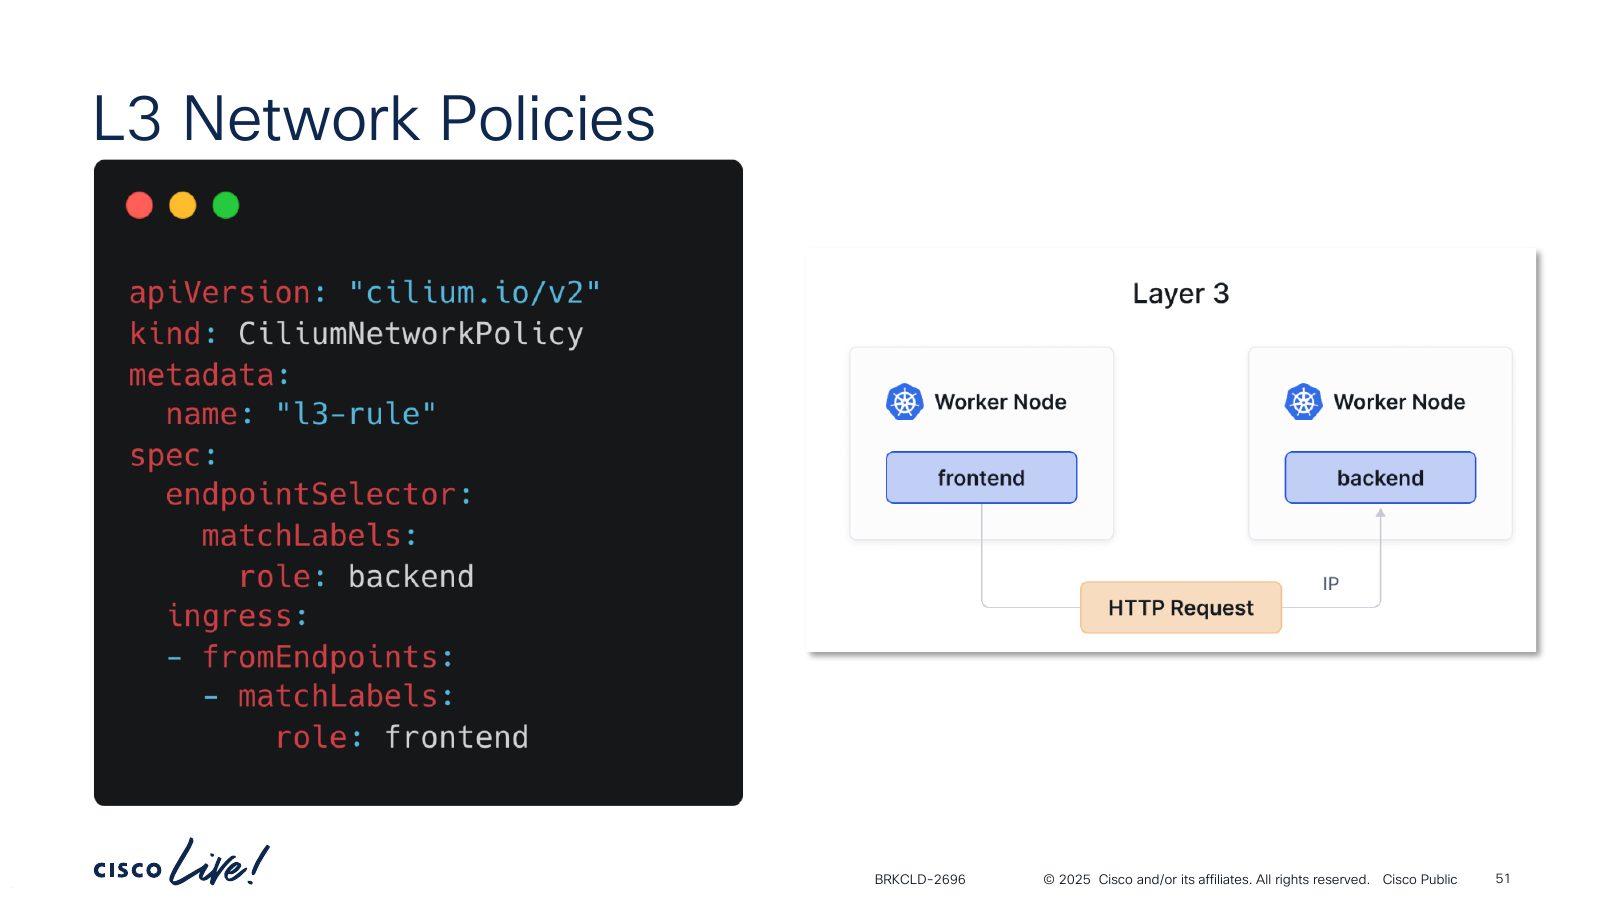 L3 Network Policies
apiVersion: "cilium.io/v2"
kind: CiliumNetworkPolicy
metadata:
  name: "l3-rule"
spec:
  endpointSelector:
    matchLabels:
      role: backend
  ingress:
  - fromEndpoints:
    - matchLabels:
        role: frontend
Layer 3
Worker Node
frontend
Worker Node
backend
IP
HTTP Request
CISCO Live!
BRKCLD-2696
© 2025 Cisco and/or its affiliates. All rights reserved. Cisco Public
51